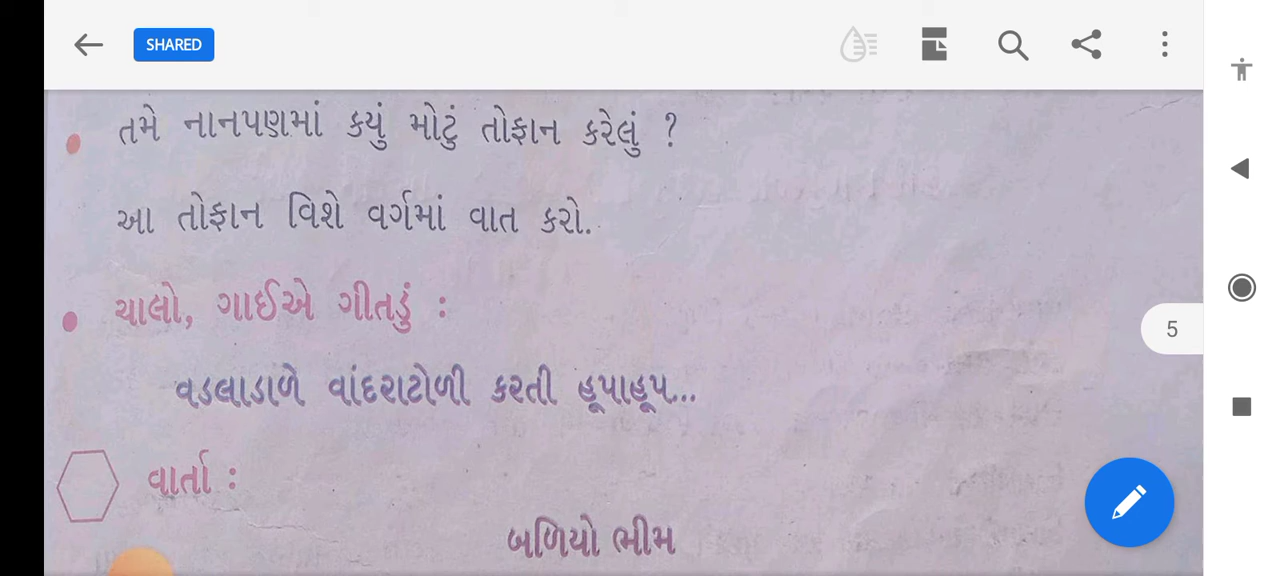 SHARED
તમે નાનપણમાં કયું મોટું તોફાન કરેલું ?
આ તોફાન વિશે વર્ગમાં વાત કરો.
ચાલો, ગાઈએ ગીતડું :
5
વડલાડાળે વાંદરાટોળી કરતી હૂપાહૂપ...
વાર્તા :
બળિયો ભીમ